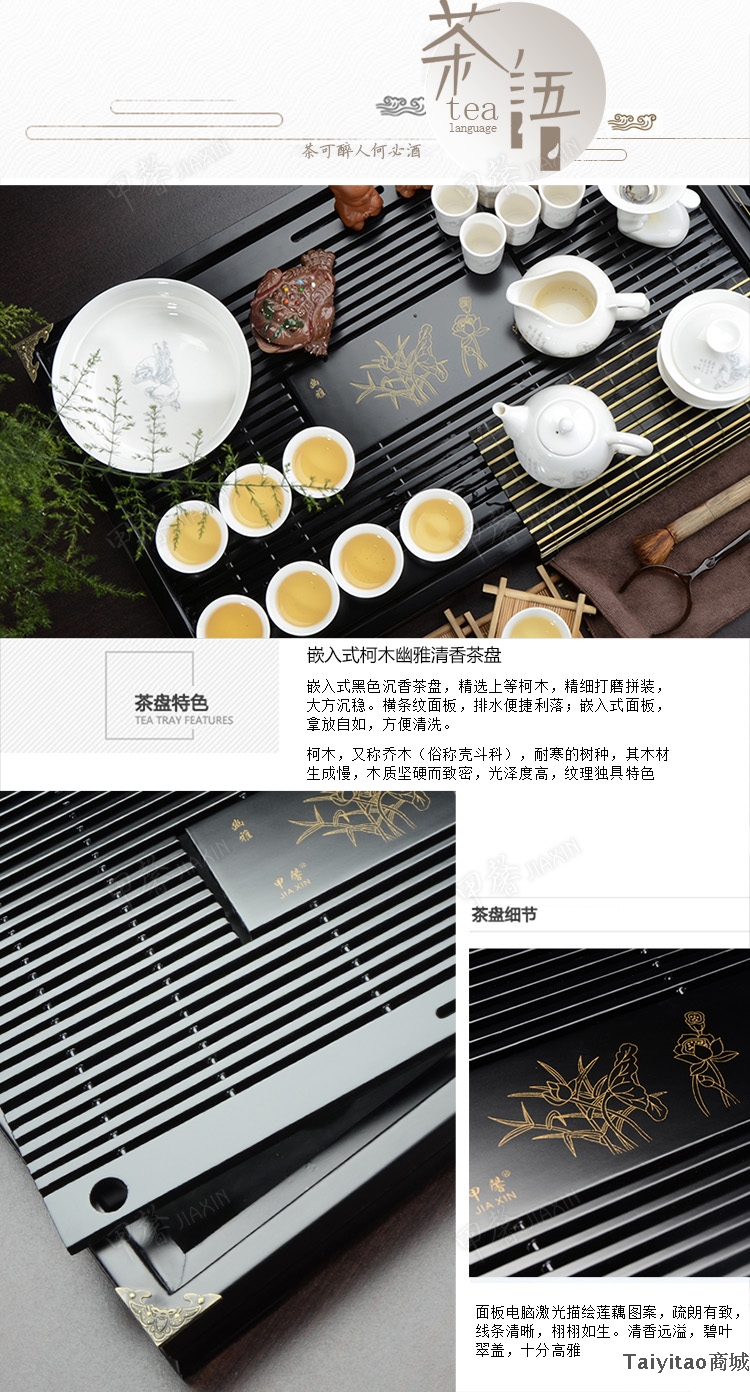 茶語
tea
language
茶可醉人何必酒
幽雅
嵌入式柯木幽雅清香茶盘
茶盘特色
TEA TRAY FEATURES
嵌入式黑色沉香茶盘，精选上等柯木，精细打磨拼装，
大方沉稳。横条纹面板，排水便捷利落；嵌入式面板，
拿放自如，方便清洗。
柯木，又称乔木（俗称壳斗科），耐寒的树种，其木材
生成慢，木质坚硬而致密，光泽度高，纹理独具特色
幽雅
甲馨®
JIA XIN
茶盘细节
甲馨®
JIA XIN
面板电脑激光描绘莲藕图案，疏朗有致，
线条清晰，栩栩如生。清香远溢，碧叶
翠盖，十分高雅
Taiyitao商城